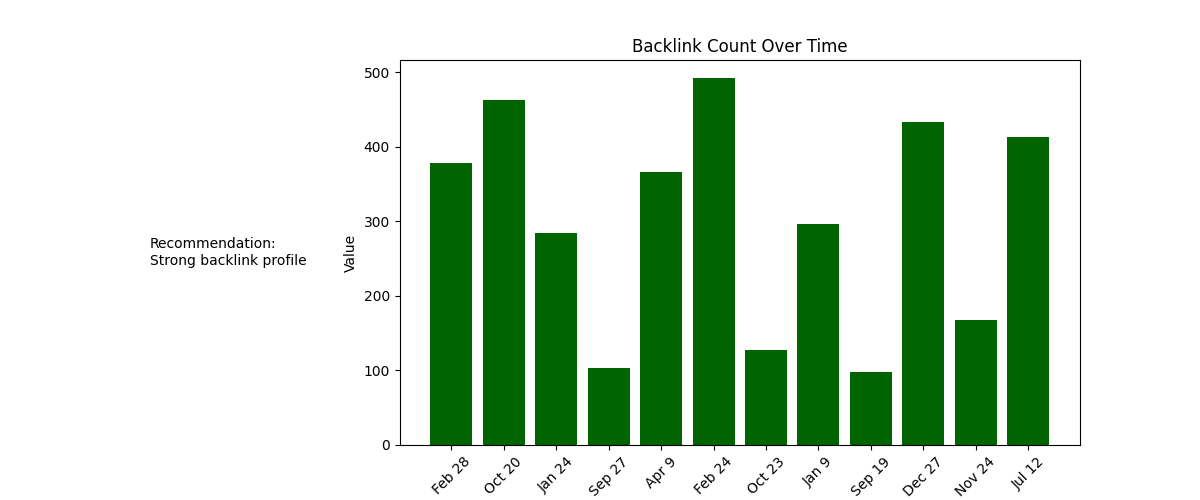 Backlink Count Over Time
Recommendation:
Strong backlink profile
Value
500
400
300
200
100
0
Feb 28
Oct 20
Jan 24
Sep 27
Apr 9
Feb 24
Oct 23
Jan 9
Sep 19
Dec 27
Nov 24
Jul 12